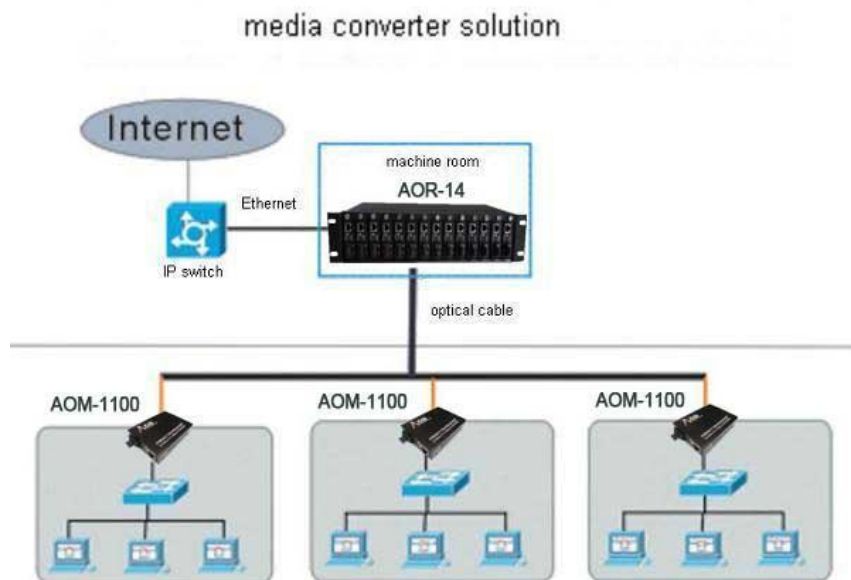 media converter solution
Internet
machine room
AOR-14
Ethernet
IP switch
optical cable
AOM-1100
AOM-1100
AOM-1100